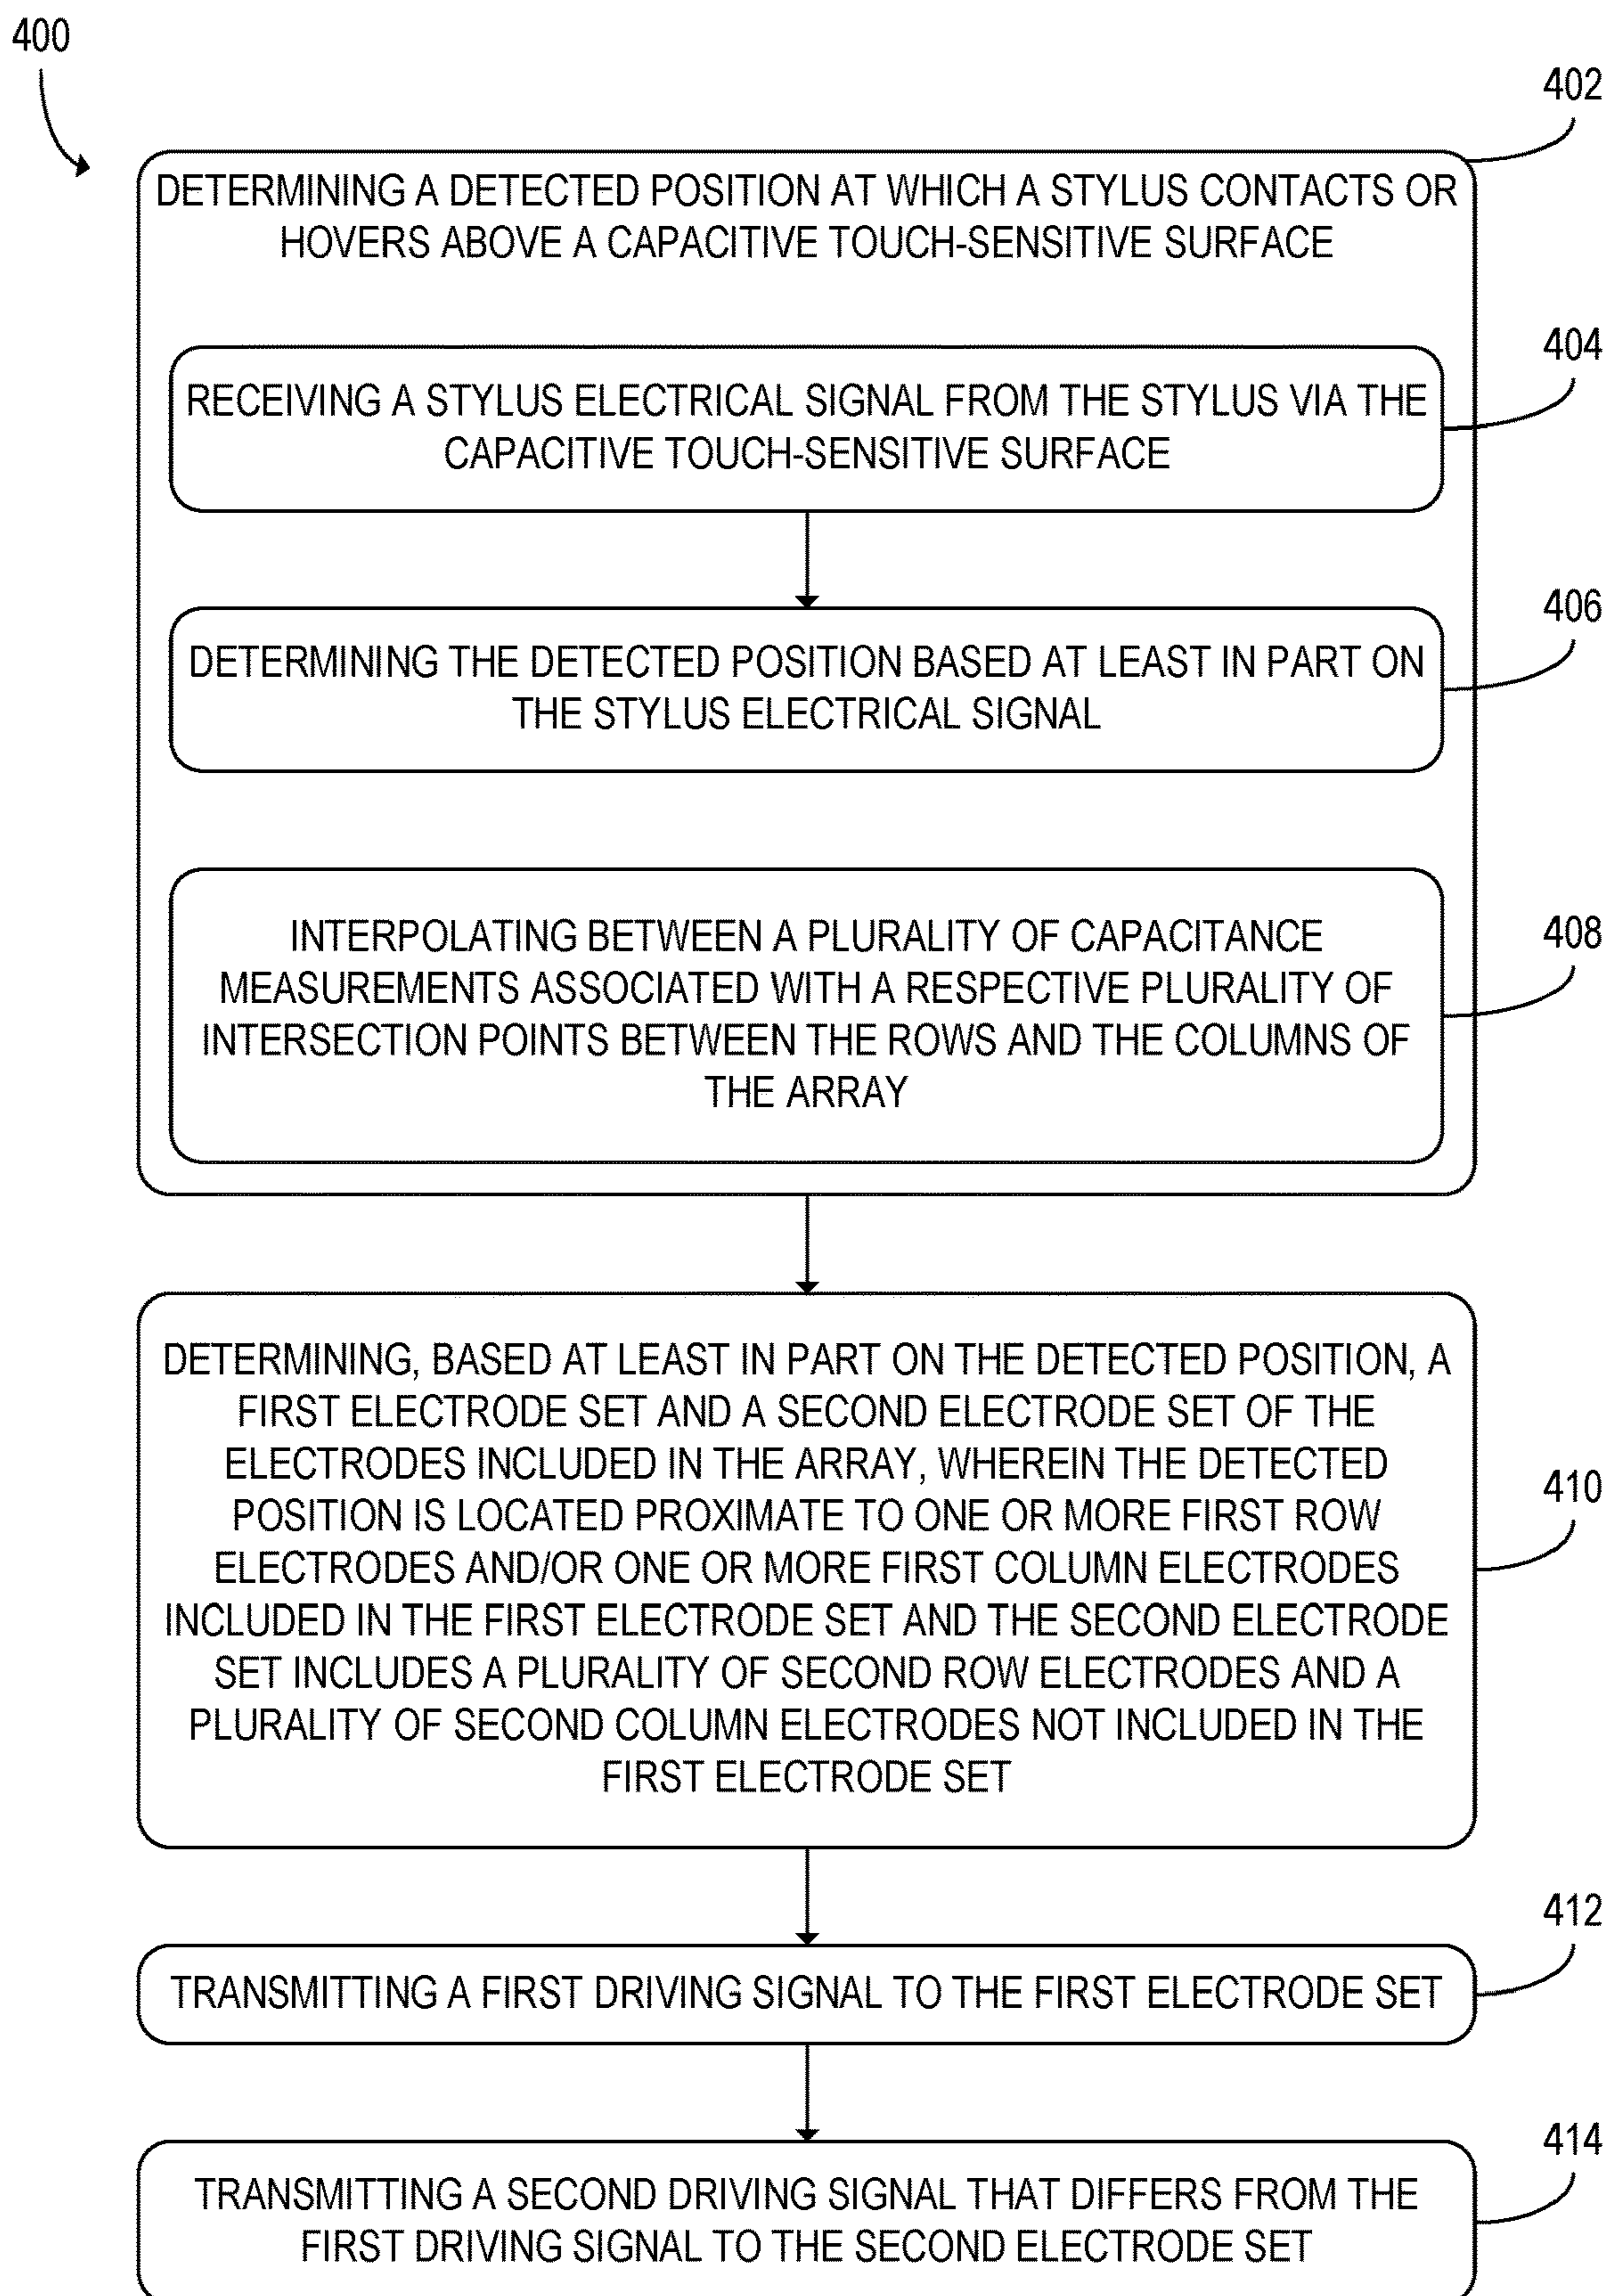 400
402
DETERMINING A DETECTED POSITION AT WHICH A STYLUS CONTACTS OR
HOVERS ABOVE A CAPACITIVE TOUCH-SENSITIVE SURFACE
404
RECEIVING A STYLUS ELECTRICAL SIGNAL FROM THE STYLUS VIA THE
CAPACITIVE TOUCH-SENSITIVE SURFACE
406
DETERMINING THE DETECTED POSITION BASED AT LEAST IN PART ON
THE STYLUS ELECTRICAL SIGNAL
408
INTERPOLATING BETWEEN A PLURALITY OF CAPACITANCE
MEASUREMENTS ASSOCIATED WITH A RESPECTIVE PLURALITY OF
INTERSECTION POINTS BETWEEN THE ROWS AND THE COLUMNS OF
THE ARRAY
410
DETERMINING, BASED AT LEAST IN PART ON THE DETECTED POSITION, A
FIRST ELECTRODE SET AND A SECOND ELECTRODE SET OF THE
ELECTRODES INCLUDED IN THE ARRAY, WHEREIN THE DETECTED
POSITION IS LOCATED PROXIMATE TO ONE OR MORE FIRST ROW
ELECTRODES AND/OR ONE OR MORE FIRST COLUMN ELECTRODES
INCLUDED IN THE FIRST ELECTRODE SET AND THE SECOND ELECTRODE
SET INCLUDES A PLURALITY OF SECOND ROW ELECTRODES AND A
PLURALITY OF SECOND COLUMN ELECTRODES NOT INCLUDED IN THE
FIRST ELECTRODE SET
412
TRANSMITTING A FIRST DRIVING SIGNAL TO THE FIRST ELECTRODE SET
414
TRANSMITTING A SECOND DRIVING SIGNAL THAT DIFFERS FROM THE
FIRST DRIVING SIGNAL TO THE SECOND ELECTRODE SET